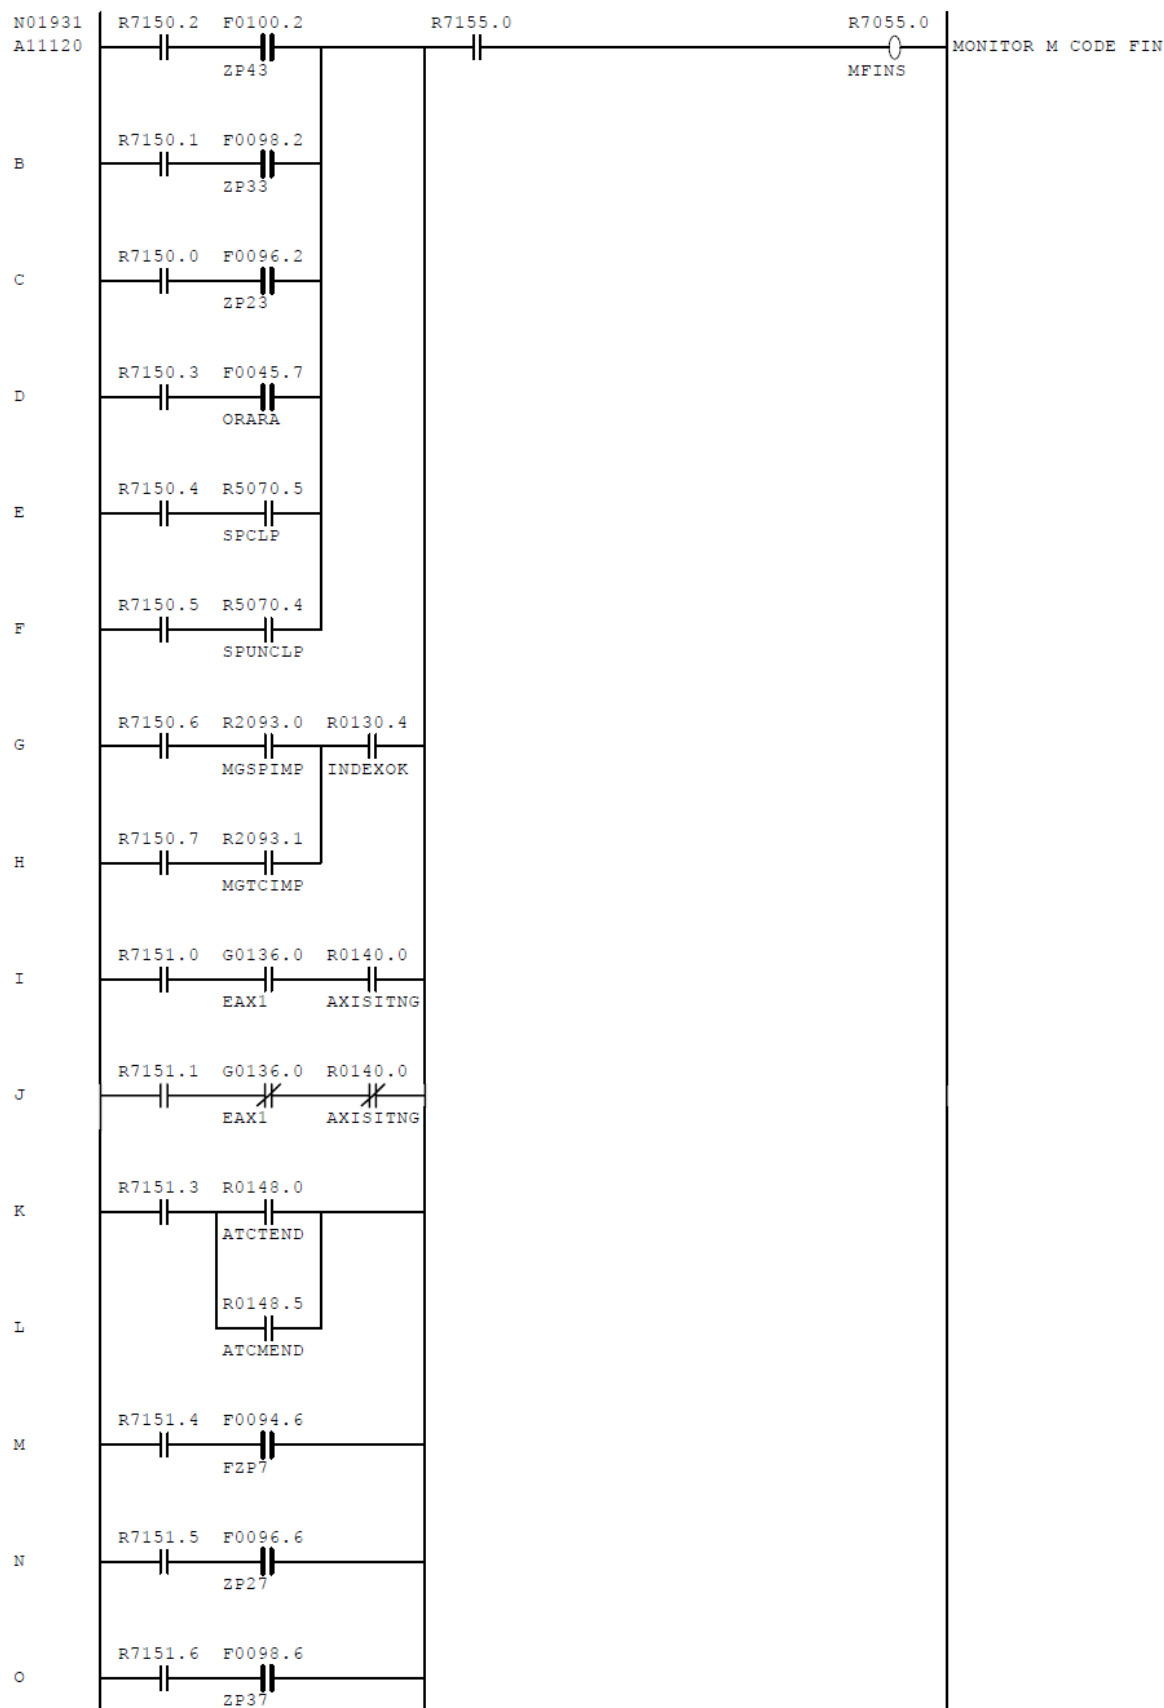 N01931 R7150.2 F0100.2 R7155.0 R7055.0
A11120 MONITOR M CODE FIN
ZP43 MFINS
R7150.1 F0098.2
B
ZP33
R7150.0 F0096.2
C
ZP23
R7150.3 F0045.7
D
ORARA
R7150.4 R5070.5
E
SPCLP
R7150.5 R5070.4
F
SPUNCLP
R7150.6 R2093.0 R0130.4
G
MGSPIMP INDEXOK
R7150.7 R2093.1
H
MGTCIMP
R7151.0 G0136.0 R0140.0
I
EAX1 AXISITNG
R7151.1 G0136.0 R0140.0
J
EAX1 AXISITNG
R7151.3 R0148.0
K
ATCTEND
R0148.5
L
ATCMEND
R7151.4 F0094.6
M
FZP7
R7151.5 F0096.6
N
ZP27
R7151.6 F0098.6
O
ZP37